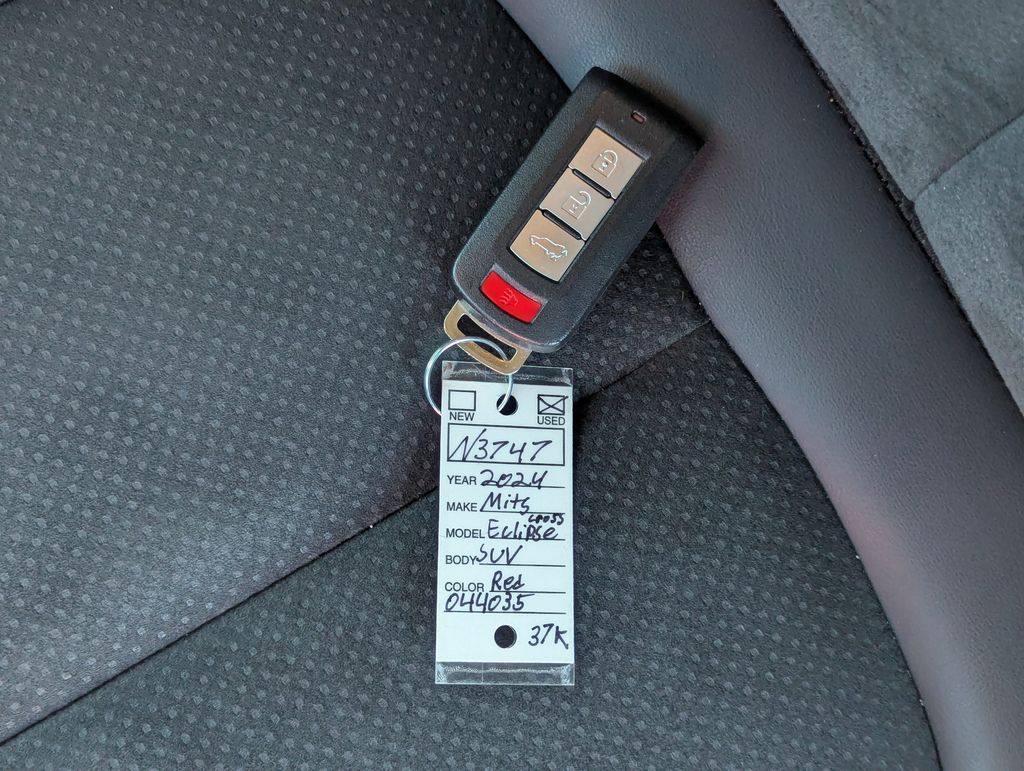 NEW USED
N3747
YEAR 2024
MAKE Mits
MODEL Eclipse cross
BODY SUV
COLOR Red
044035
37K